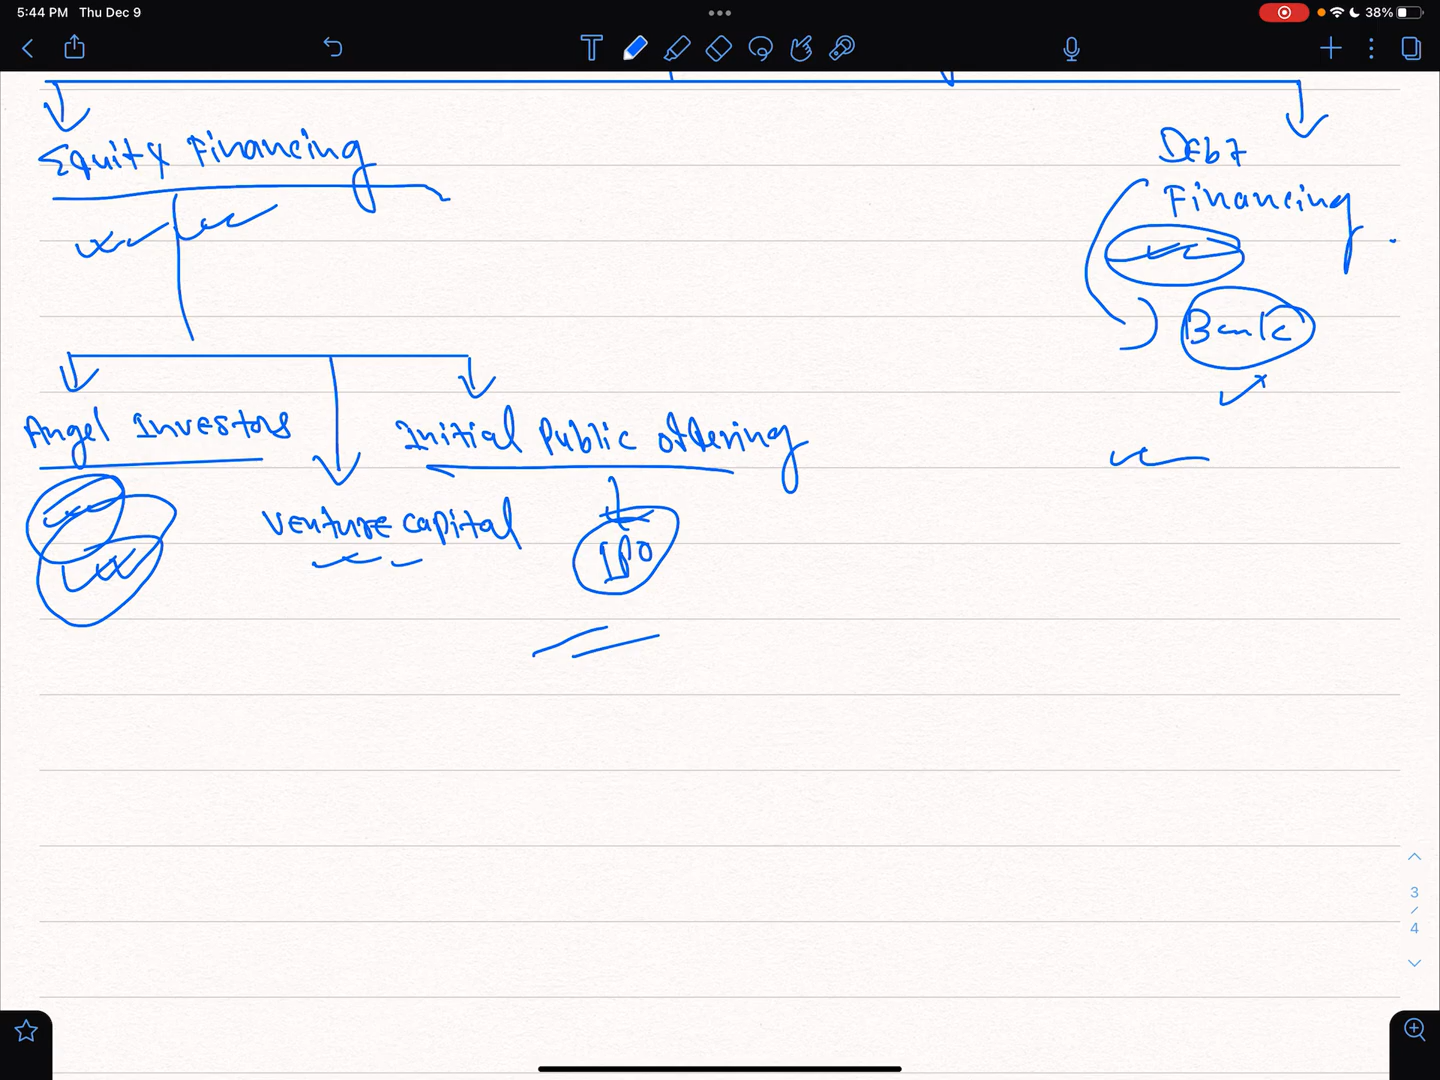 5:44 PM Thu Dec 9
38%
Equity Financing
Debt
Financing
Bank
Angel Investors
Initial Public Offering
Venture capital
IPO
3
/
4